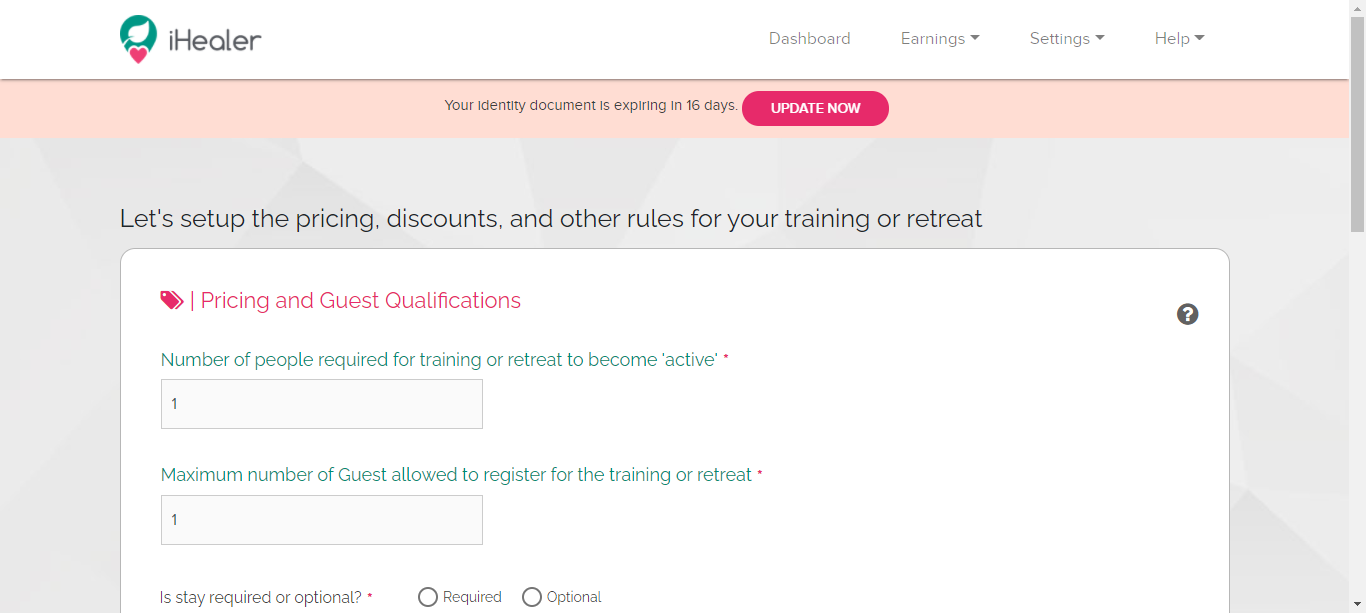 iHealer
Dashboard Earnings Settings Help
Your identity document is expiring in 16 days. UPDATE NOW
Let's setup the pricing, discounts, and other rules for your training or retreat
| Pricing and Guest Qualifications
?
Number of people required for training or retreat to become 'active' *
1
Maximum number of Guest allowed to register for the training or retreat *
1
Is stay required or optional? * Required Optional